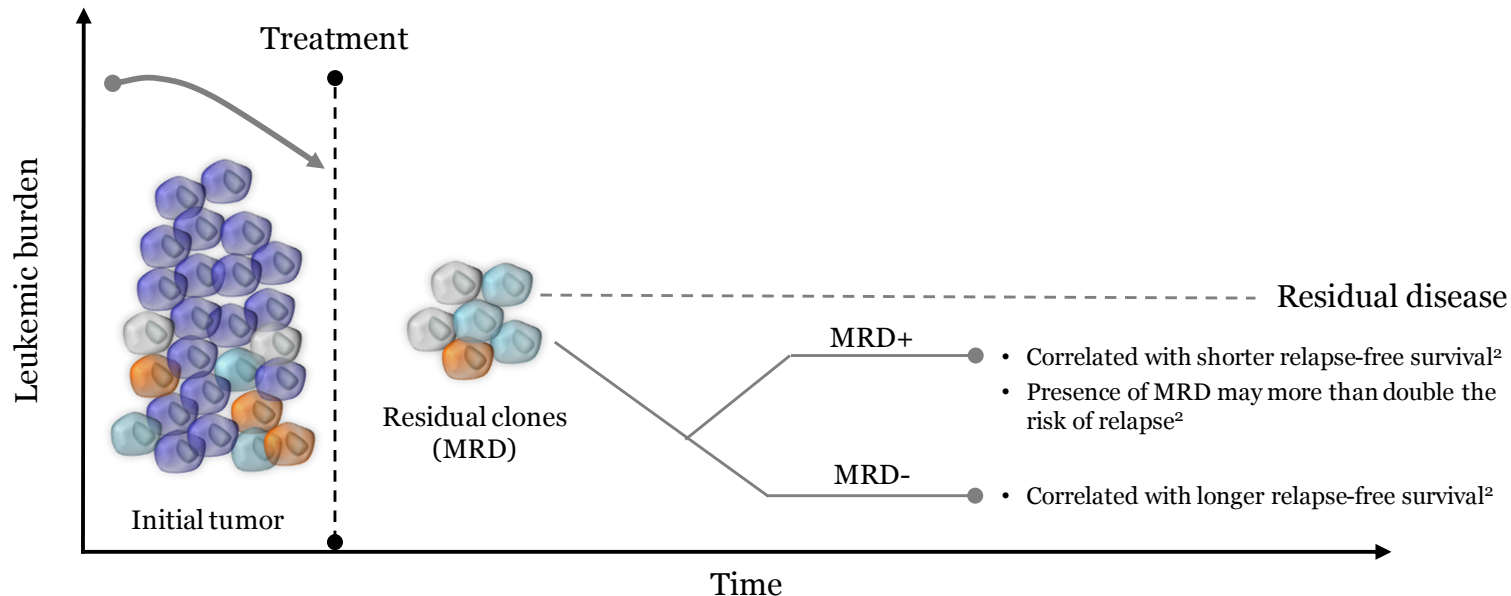 Treatment
Leukemic burden
Residual disease
MRD+
• Correlated with shorter relapse-free survival²
• Presence of MRD may more than double the
risk of relapse²
Residual clones
(MRD)
MRD-
• Correlated with longer relapse-free survival²
Initial tumor
Time